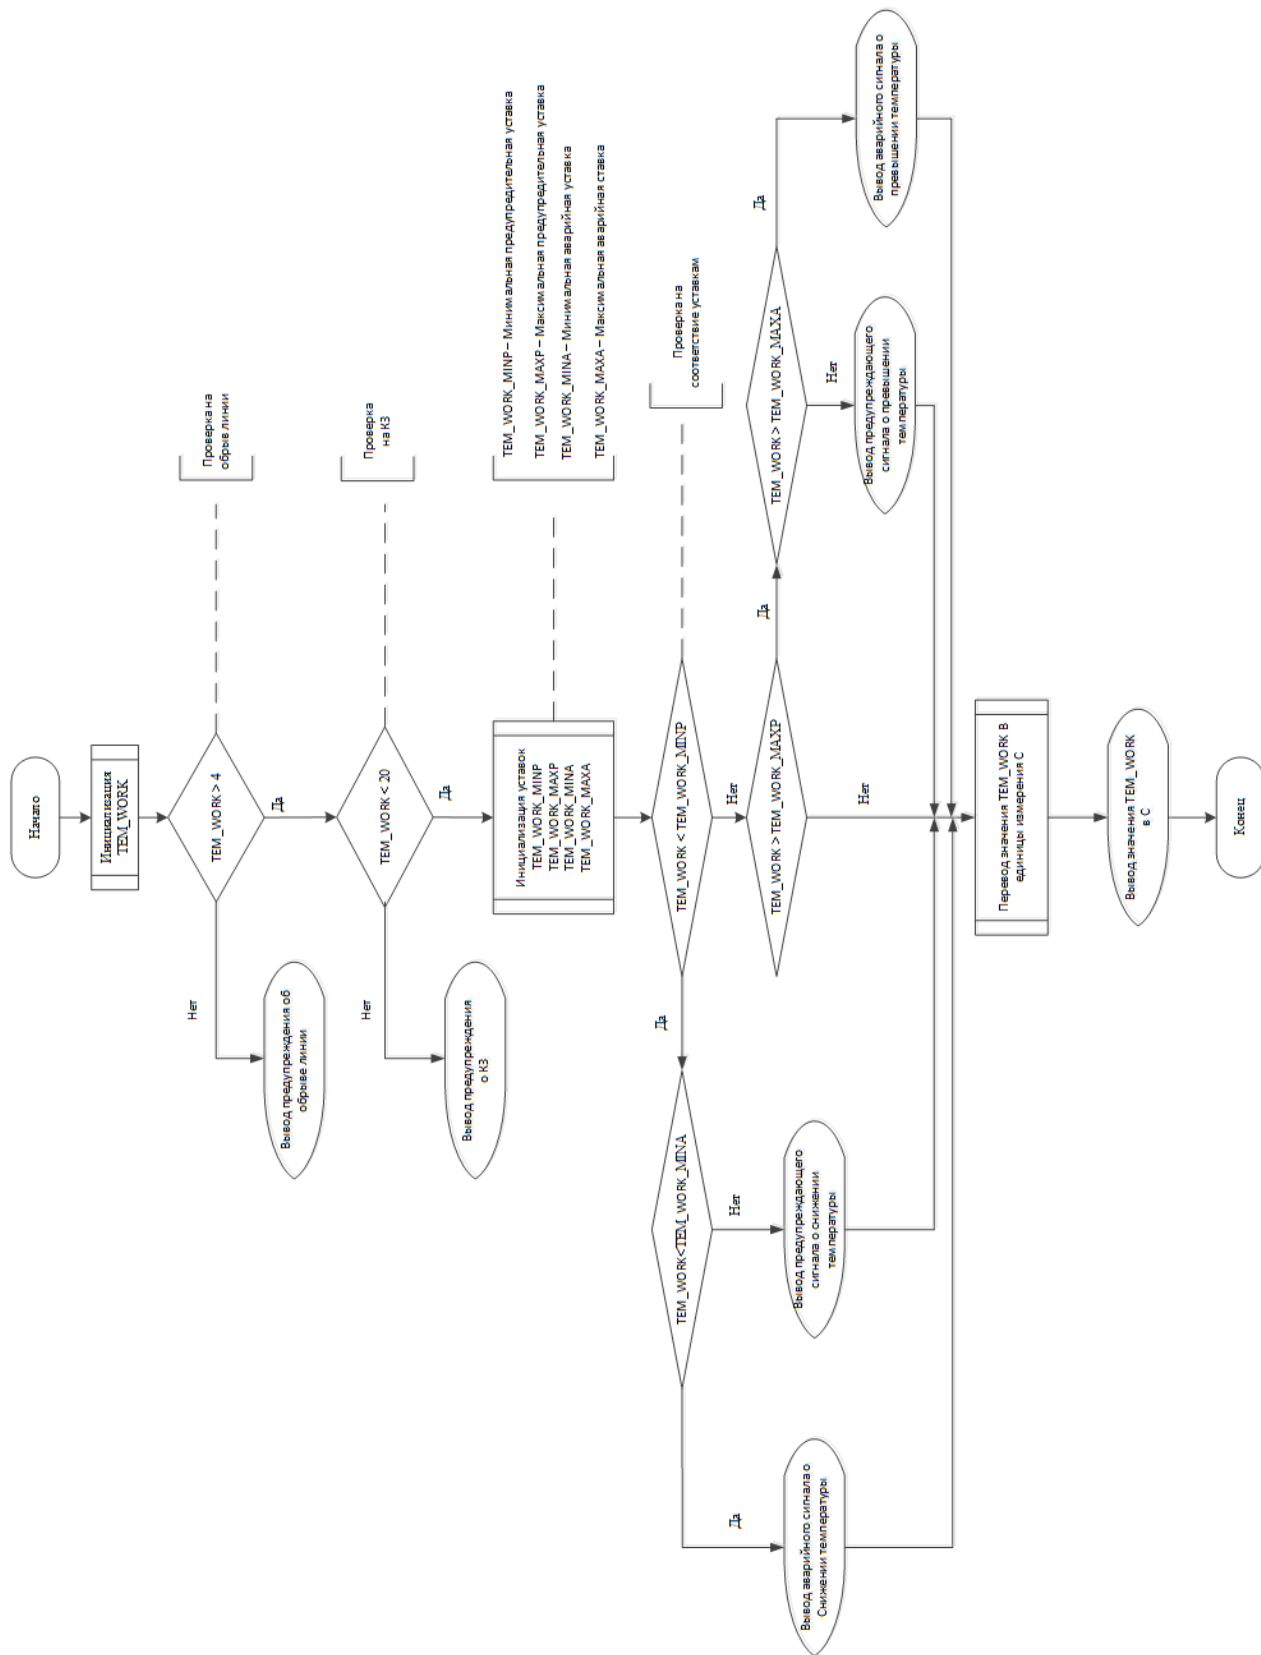 Начало
Инициализация
TEM_WORK
TEM_WORK > 4
Проверка на
обрыв линии
Нет
Да
Вывод предупреждения об
обрыве линии
TEM_WORK < 20
Проверка
на КЗ
Нет
Да
Вывод предупреждения
о КЗ
Инициализация уставок
TEM_WORK_MINP
TEM_WORK_MAXP
TEM_WORK_MINA
TEM_WORK_MAXA
TEM_WORK_MINP – Минимальная предупредительная уставка
TEM_WORK_MAXP – Максимальная предупредительная уставка
TEM_WORK_MINA – Минимальная аварийная уставка
TEM_WORK_MAXA – Максимальная аварийная ставка
TEM_WORK < TEM_WORK_MINP
Проверка на
соответствие уставкам
Да
Нет
TEM_WORK<TEM_WORK_MINA
TEM_WORK > TEM_WORK_MAXP
Да
TEM_WORK > TEM_WORK_MAXA
Да
Нет
Да
Нет
Нет
Вывод аварийного сигнала о
Снижении температуры
Вывод предупреждающего
сигнала о снижении
температуры
Вывод предупреждающего
сигнала о превышении
температуры
Вывод аварийного сигнала о
превышении температуры
Перевод значения TEM_WORK В
единицы измерения С
Вывод значения TEM_WORK
в С
Конец